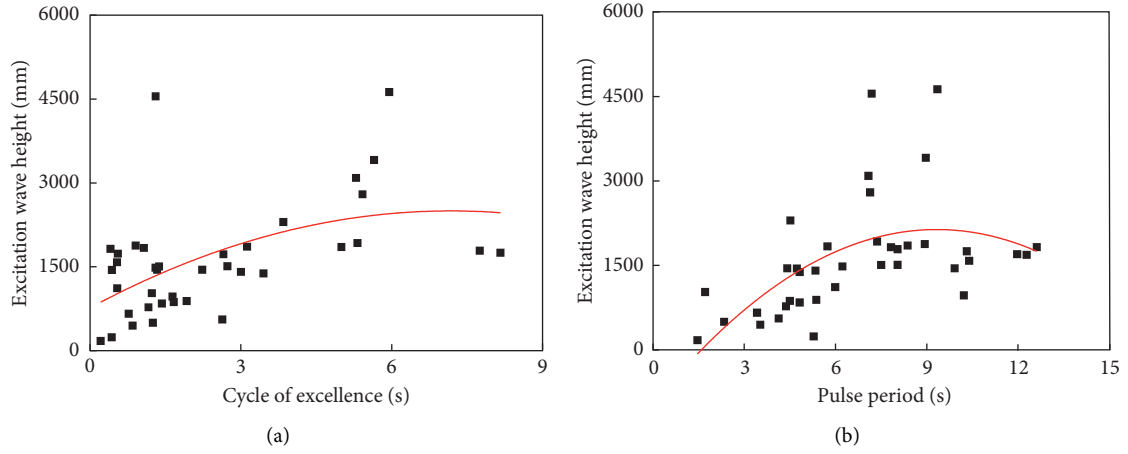 6000
4500
3000
1500
0
Excitation wave height (mm)
0 3 6 9
Cycle of excellence (s)
(a)
6000
4500
3000
1500
0
Excitation wave height (mm)
0 3 6 9 12 15
Pulse period (s)
(b)